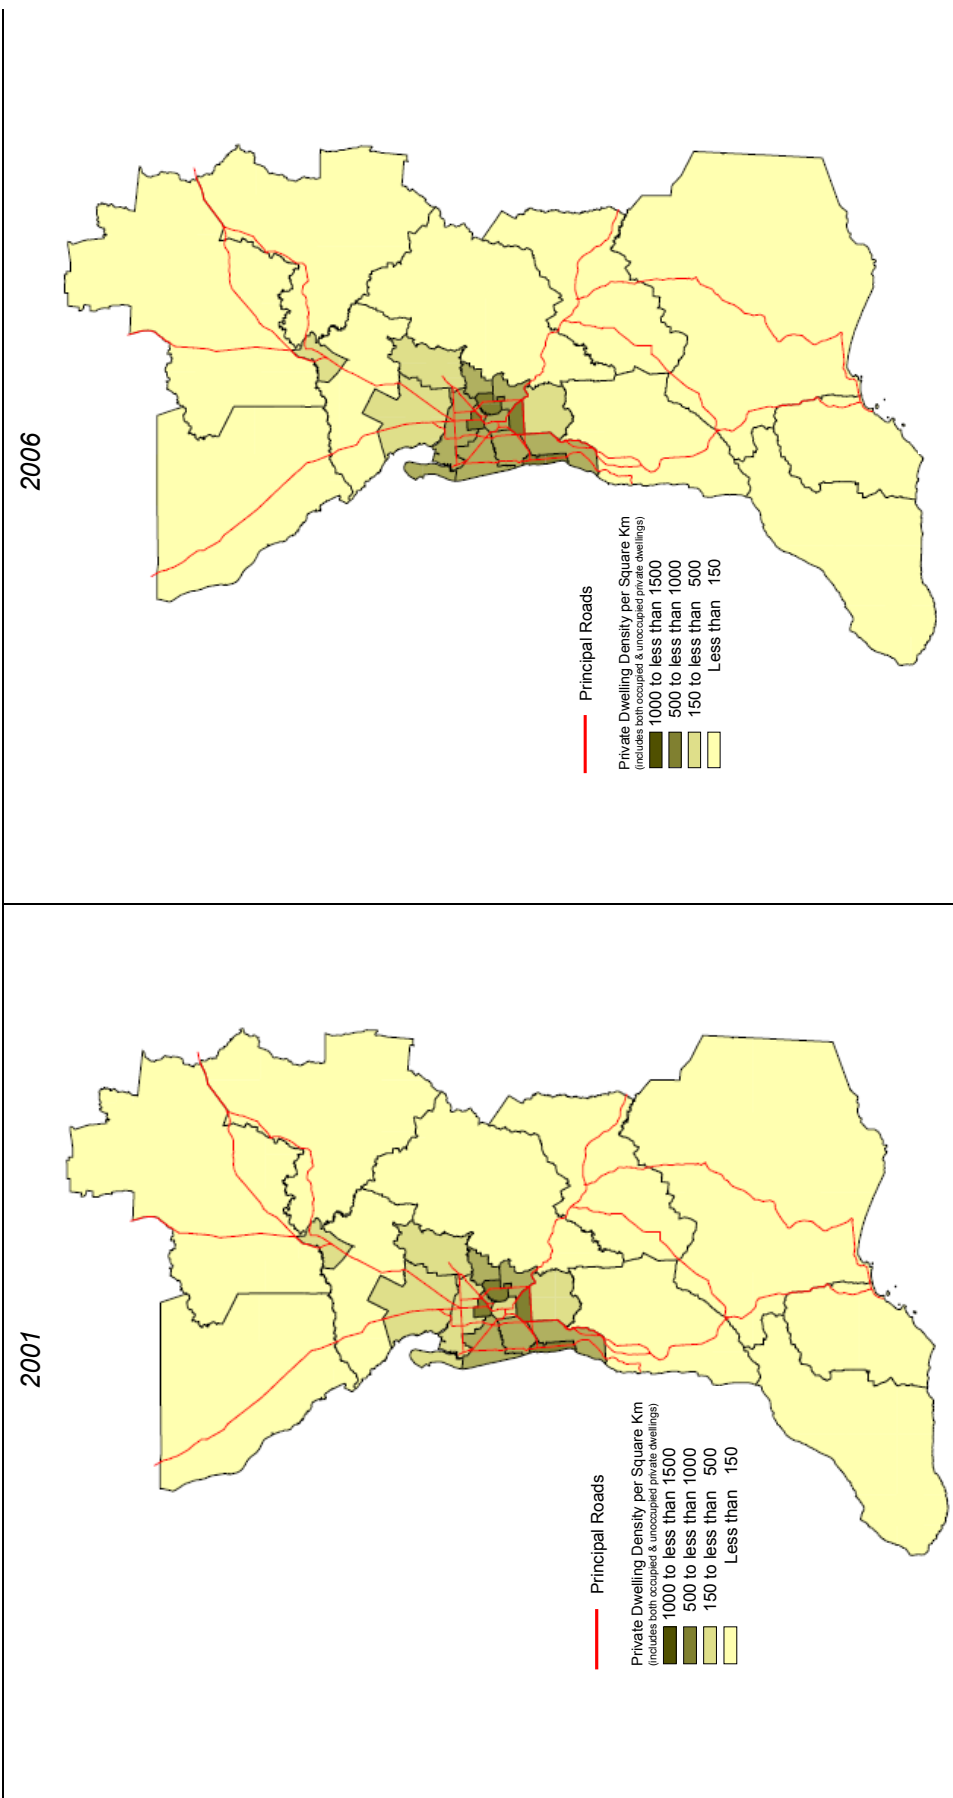 2001
Principal Roads
Private Dwelling Density per Square Km
(includes both occupied & unoccupied private dwellings)
1000 to less than 1500
500 to less than 1000
150 to less than 500
Less than 150
2006
Principal Roads
Private Dwelling Density per Square Km
(includes both occupied & unoccupied private dwellings)
1000 to less than 1500
500 to less than 1000
150 to less than 500
Less than 150